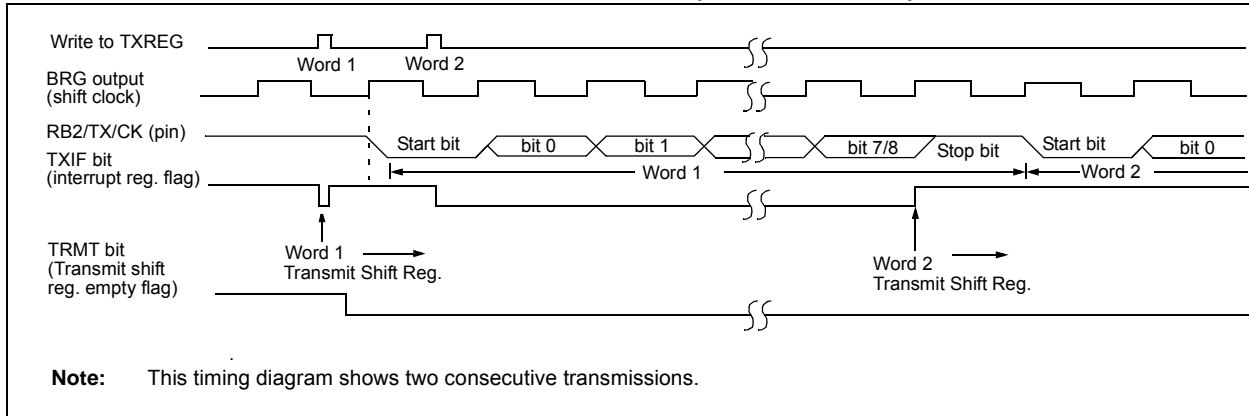 Write to TXREG
Word 1
Word 2
BRG output
(shift clock)
RB2/TX/CK (pin)
Start bit
bit 0
bit 1
bit 7/8
Stop bit
Start bit
bit 0
TXIF bit
(interrupt reg. flag)
Word 1
Word 2
TRMT bit
(Transmit shift
reg. empty flag)
Word 1
Transmit Shift Reg.
Word 2
Transmit Shift Reg.
Note: This timing diagram shows two consecutive transmissions.